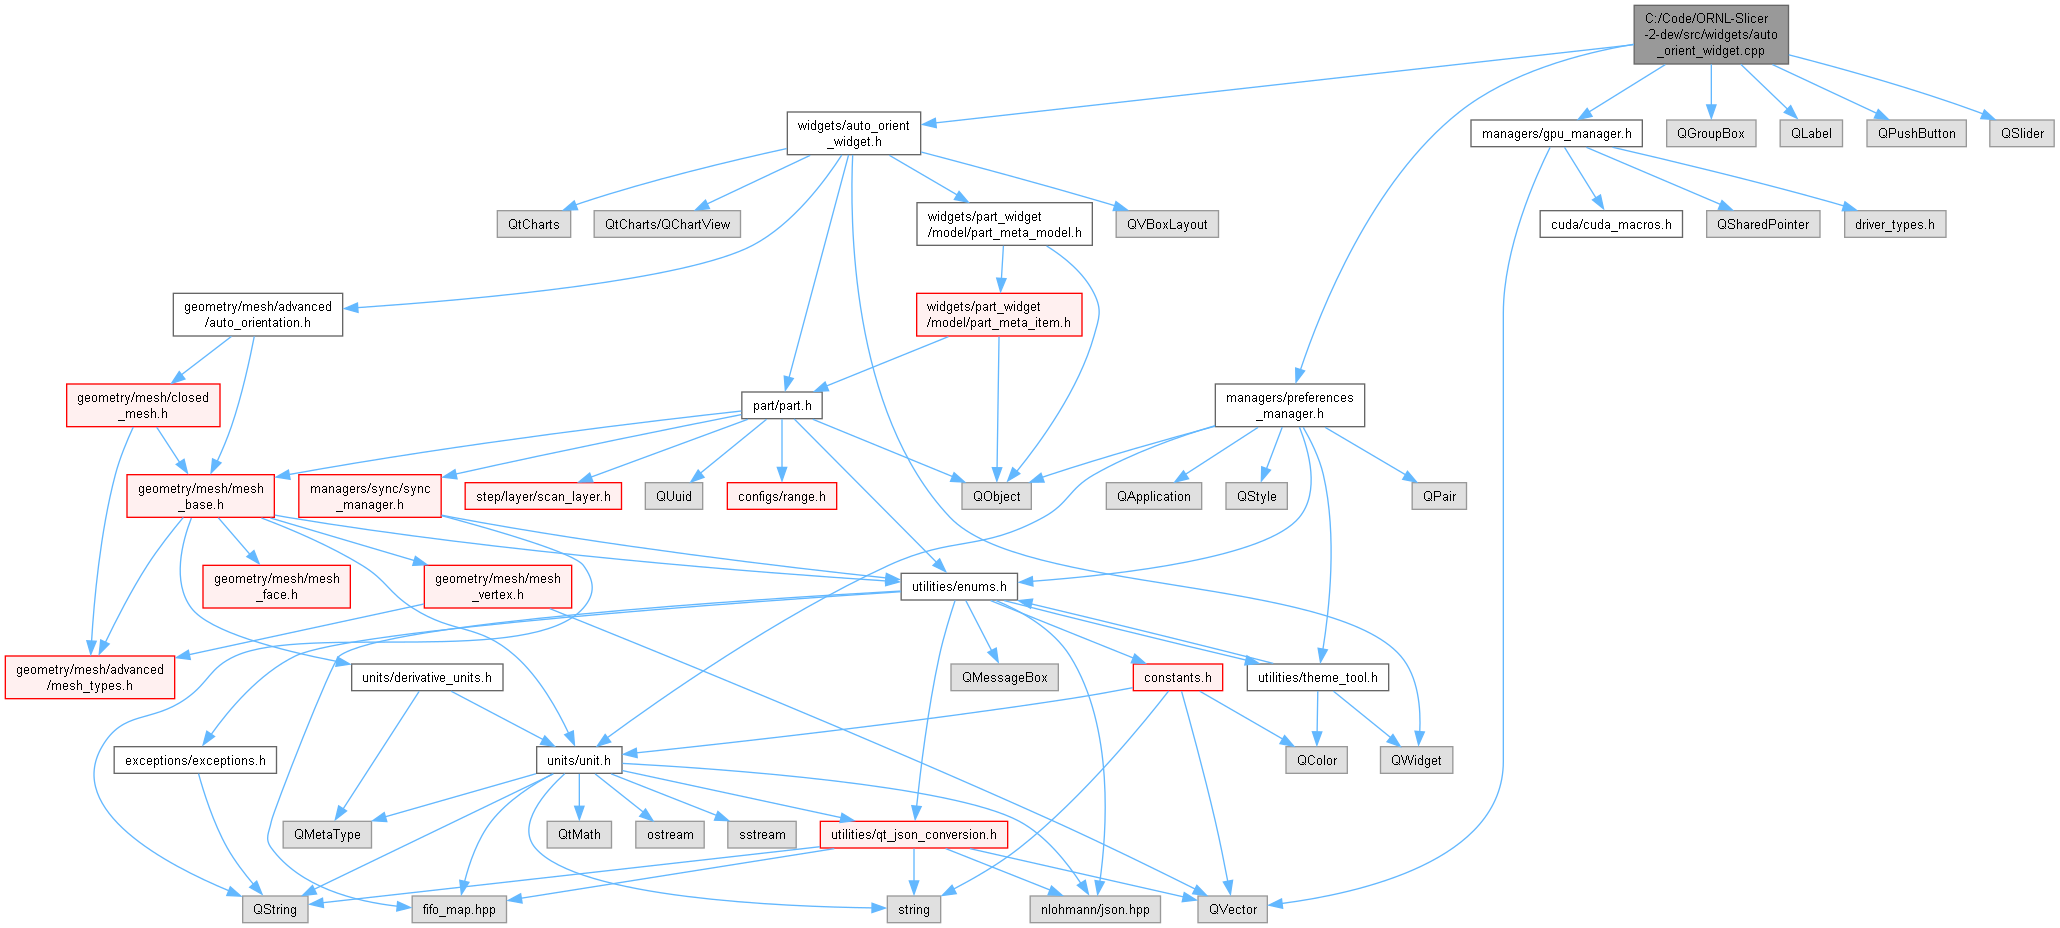 C:/Code/ORNL-Slicer
-2-dev/src/widgets/auto
_orient_widget.cpp
widgets/auto_orient
_widget.h
managers/gpu_manager.h
QGroupBox
QLabel
QPushButton
QSlider
QtCharts
QtCharts/QChartView
widgets/part_widget
/model/part_meta_model.h
QVBoxLayout
cuda/cuda_macros.h
QSharedPointer
driver_types.h
geometry/mesh/advanced
/auto_orientation.h
widgets/part_widget
/model/part_meta_item.h
geometry/mesh/closed
_mesh.h
part/part.h
managers/preferences
_manager.h
geometry/mesh/mesh
_base.h
managers/sync/sync
_manager.h
step/layer/scan_layer.h
QUuid
configs/range.h
QObject
QApplication
QStyle
QPair
geometry/mesh/mesh
_face.h
geometry/mesh/mesh
_vertex.h
utilities/enums.h
geometry/mesh/advanced
/mesh_types.h
units/derivative_units.h
QMessageBox
constants.h
utilities/theme_tool.h
exceptions/exceptions.h
units/unit.h
QColor
QWidget
QMetaType
QtMath
ostream
sstream
utilities/qt_json_conversion.h
QString
fifo_map.hpp
string
nlohmann/json.hpp
QVector